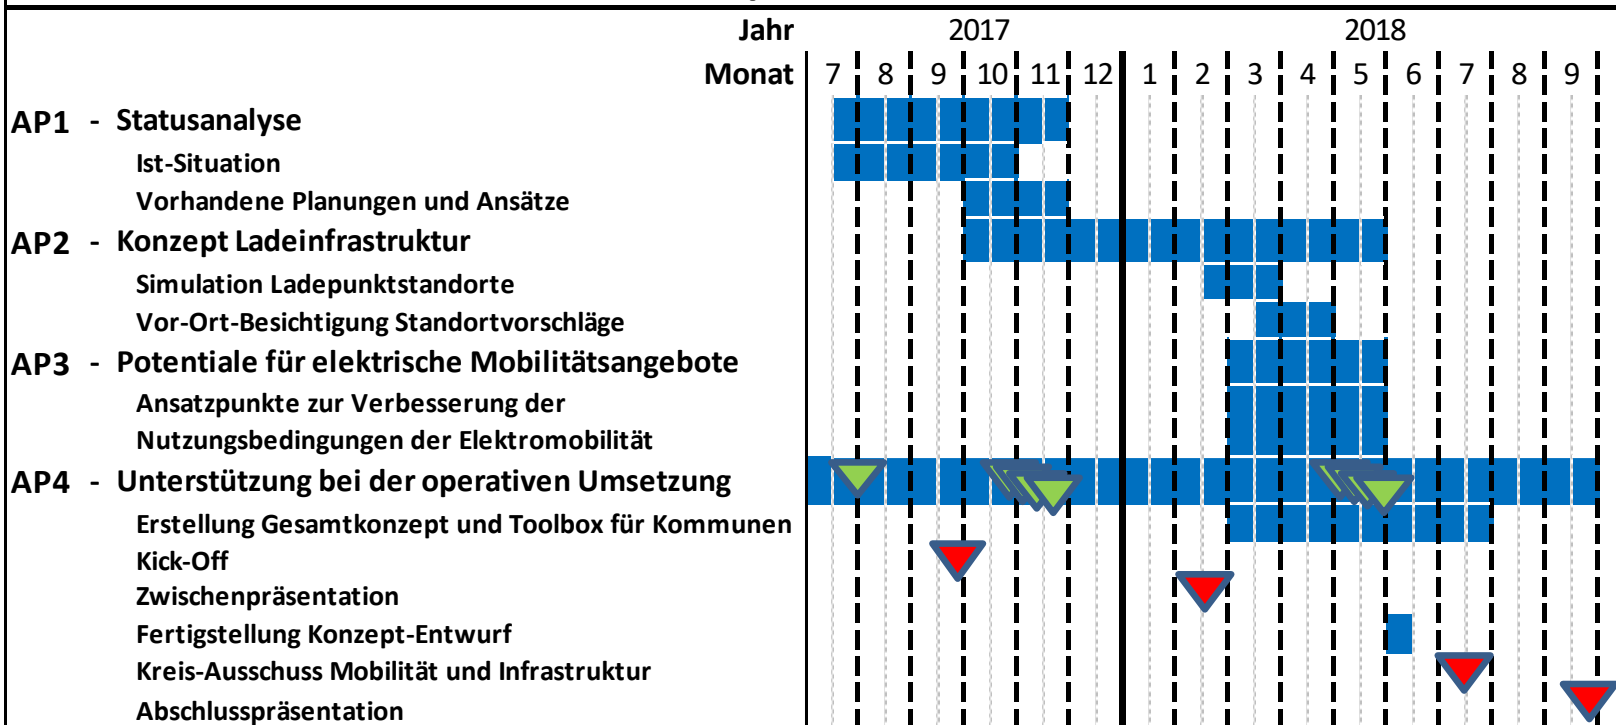 Jahr 2017 2018
Monat 7 8 9 10 11 12 1 2 3 4 5 6 7 8 9
AP1 - Statusanalyse
Ist-Situation
Vorhandene Planungen und Ansätze
AP2 - Konzept Ladeinfrastruktur
Simulation Ladepunktstandorte
Vor-Ort-Besichtigung Standortvorschläge
AP3 - Potentiale für elektrische Mobilitätsangebote
Ansatzpunkte zur Verbesserung der
Nutzungsbedingungen der Elektromobilität
AP4 - Unterstützung bei der operativen Umsetzung
Erstellung Gesamtkonzept und Toolbox für Kommunen
Kick-Off
Zwischenpräsentation
Fertigstellung Konzept-Entwurf
Kreis-Ausschuss Mobilität und Infrastruktur
Abschlusspräsentation